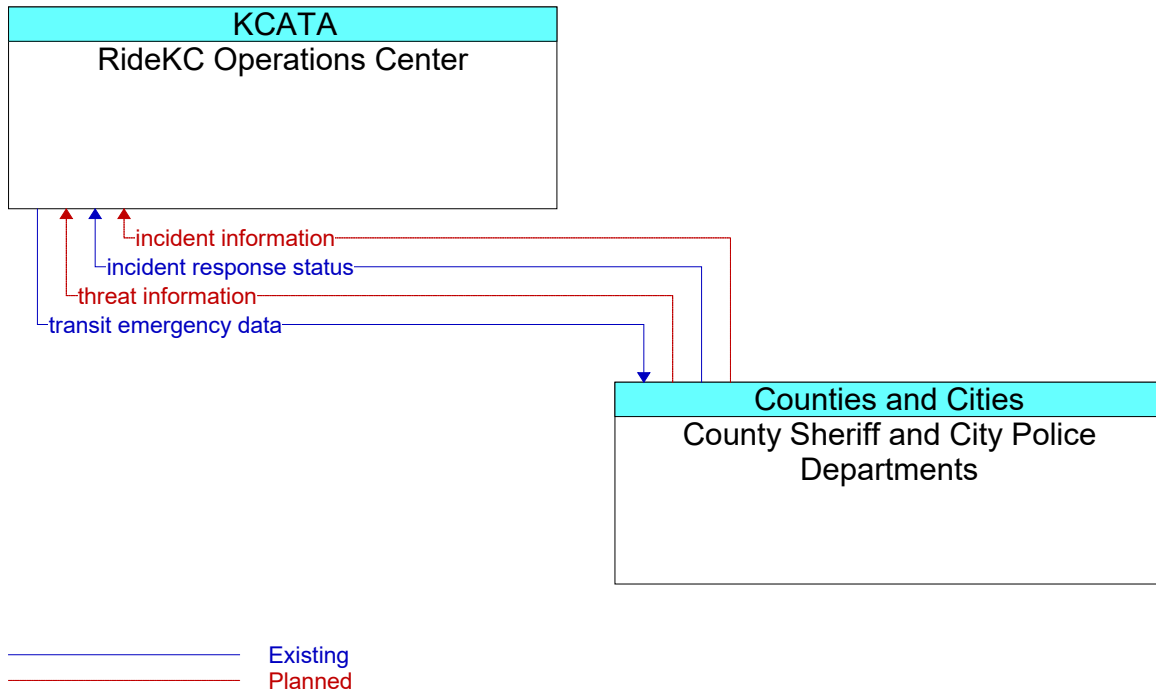 KCATA
RideKC Operations Center
incident information
incident response status
threat information
transit emergency data
Counties and Cities
County Sheriff and City Police
Departments
Existing
Planned